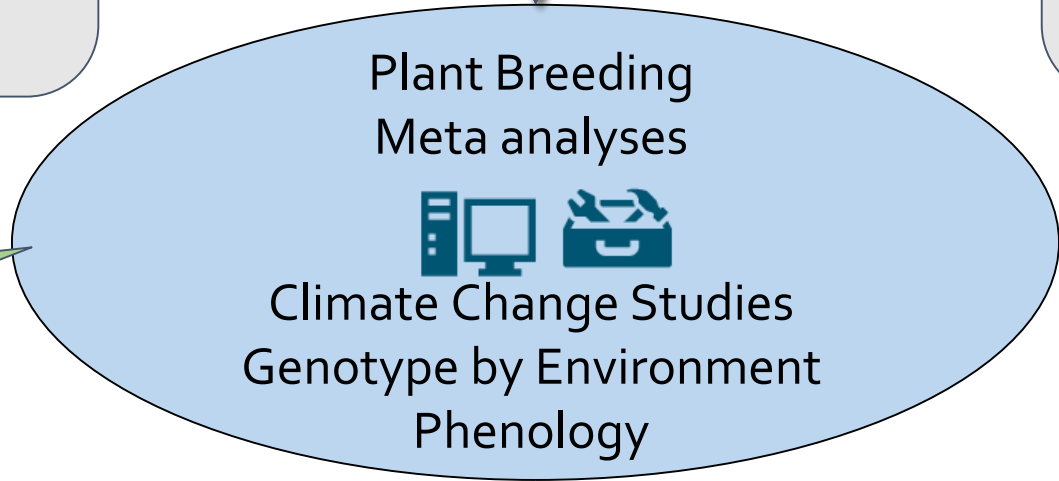 Plant Breeding
Meta analyses
Climate Change Studies
Genotype by Environment
Phenology